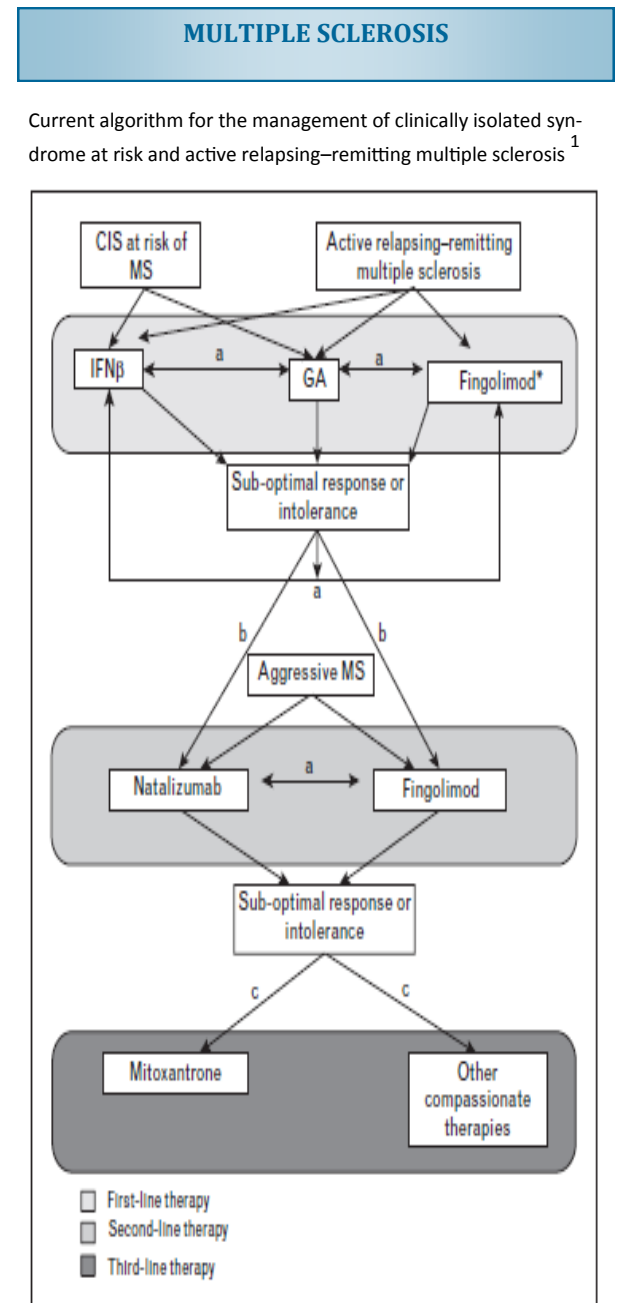 MULTIPLE SCLEROSIS
Current algorithm for the management of clinically isolated syn-
drome at risk and active relapsing–remitting multiple sclerosis 1
CIS at risk of
MS
Active relapsing–remitting
multiple sclerosis
a
a
IFNβ
GA
Fingolimod*
Sub-optimal response or
intolerance
a
b
b
Aggressive MS
a
Natalizumab
Fingolimod
Sub-optimal response or
intolerance
c
c
Mitoxantrone
Other
compassionate
therapies
First-line therapy
Second-line therapy
Third-line therapy